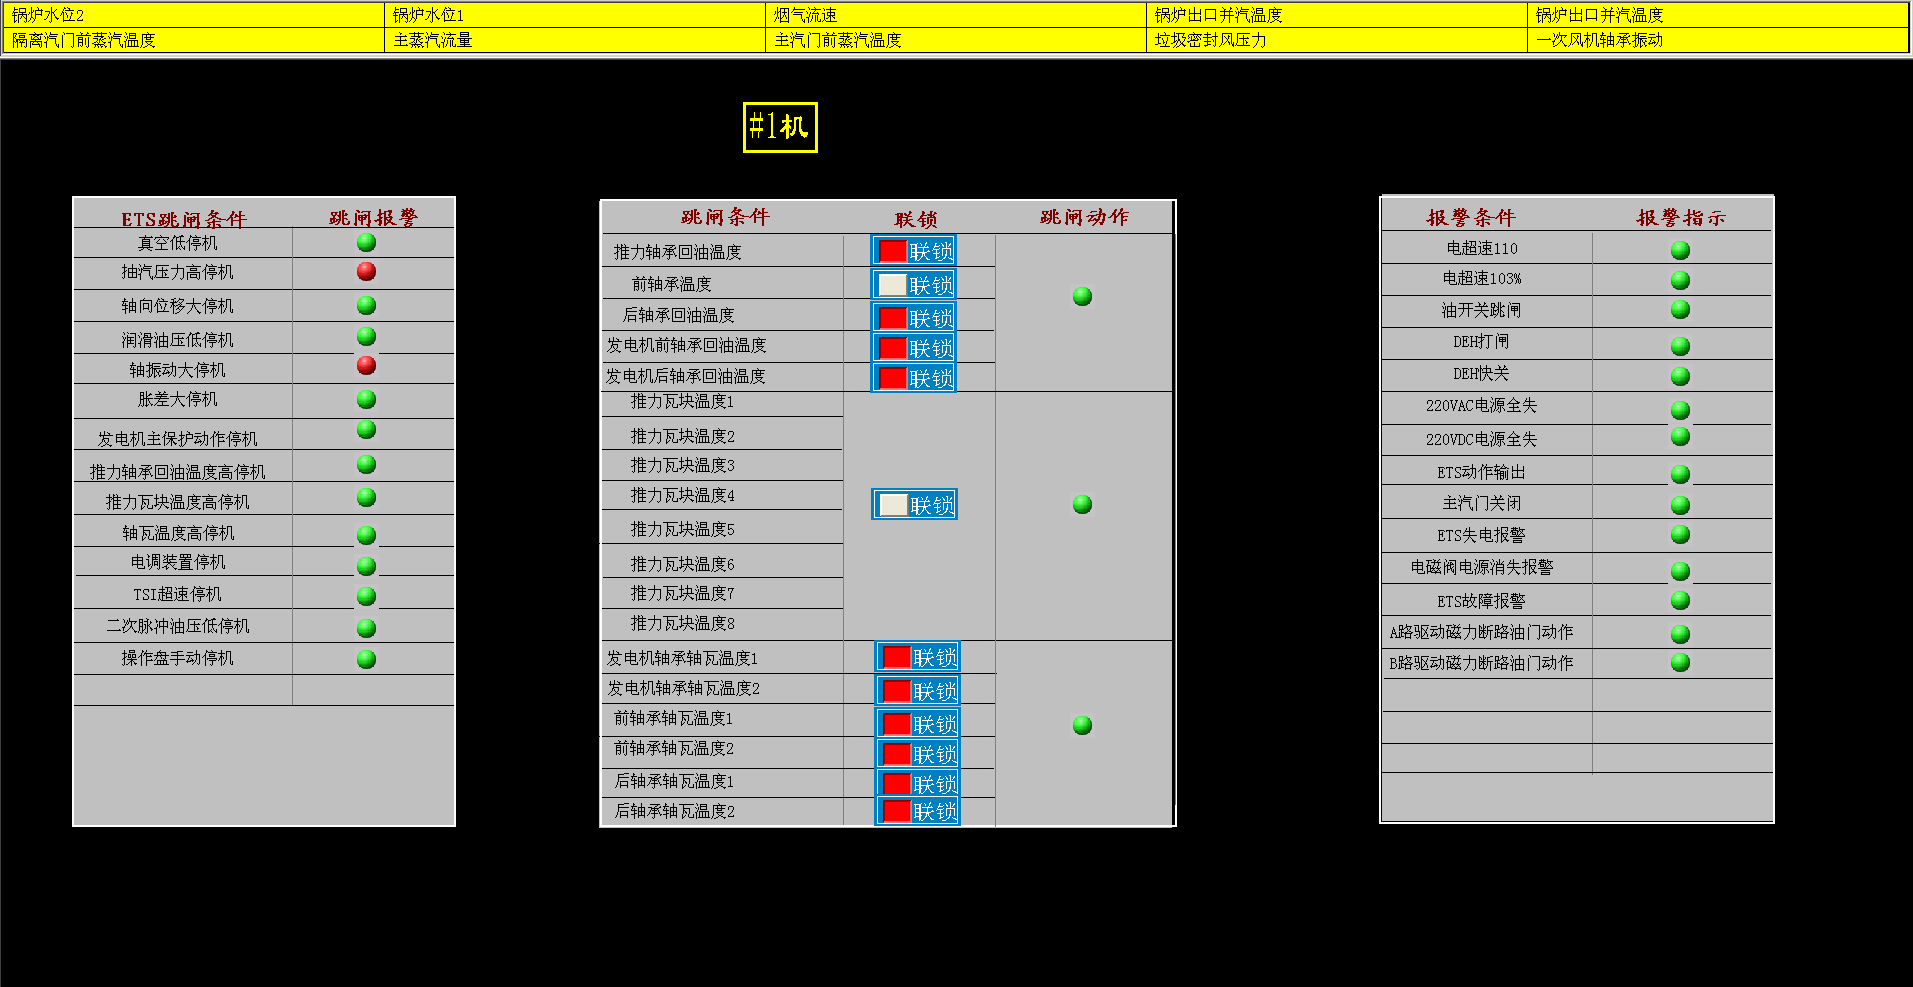 锅炉水位2 锅炉水位1 烟气流速 锅炉出口并汽温度 锅炉出口并汽温度
隔离汽门前蒸汽温度 主蒸汽流量 主汽门前蒸汽温度 垃圾密封风压力 一次风机轴承振动
#1机
ETS跳闸条件 跳闸报警
真空低停机
抽汽压力高停机
轴向位移大停机
润滑油压低停机
轴振动大停机
胀差大停机
发电机主保护动作停机
推力轴承回油温度高停机
推力瓦块温度高停机
轴瓦温度高停机
电调装置停机
TSI超速停机
二次脉冲油压低停机
操作盘手动停机
跳闸条件 联锁 跳闸动作
推力轴承回油温度 联锁
前轴承温度 联锁
后轴承回油温度 联锁
发电机前轴承回油温度 联锁
发电机后轴承回油温度 联锁
推力瓦块温度1
推力瓦块温度2
推力瓦块温度3
推力瓦块温度4 联锁
推力瓦块温度5
推力瓦块温度6
推力瓦块温度7
推力瓦块温度8
发电机轴承轴瓦温度1 联锁
发电机轴承轴瓦温度2 联锁
前轴承轴瓦温度1 联锁
前轴承轴瓦温度2 联锁
后轴承轴瓦温度1 联锁
后轴承轴瓦温度2 联锁
报警条件 报警指示
电超速110
电超速103%
油开关跳闸
DEH打闸
DEH快关
220VAC电源全失
220VDC电源全失
ETS动作输出
主汽门关闭
ETS失电报警
电磁阀电源消失报警
ETS故障报警
A路驱动磁力断路油门动作
B路驱动磁力断路油门动作